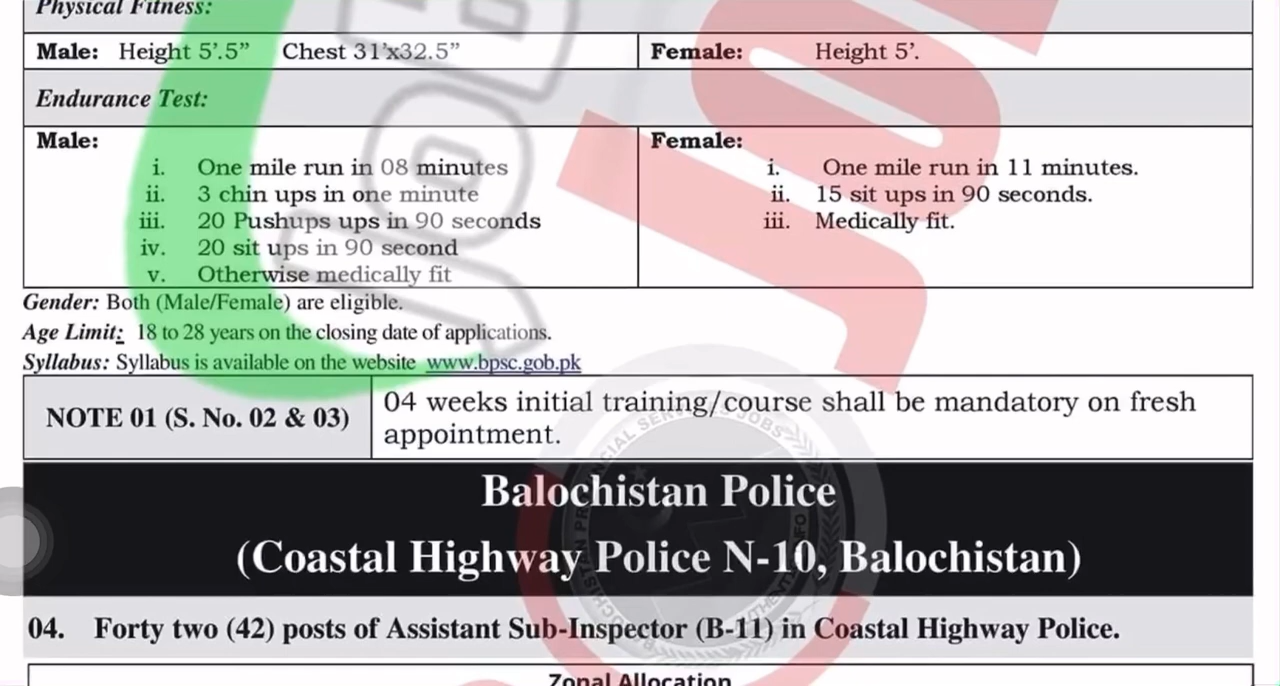 Physical Fitness:
Male: Height 5'.5” Chest 31'x32.5”
Female: Height 5'.
Endurance Test:
Male:
i. One mile run in 08 minutes
ii. 3 chin ups in one minute
iii. 20 Pushups ups in 90 seconds
iv. 20 sit ups in 90 second
v. Otherwise medically fit
Female:
i. One mile run in 11 minutes.
ii. 15 sit ups in 90 seconds.
iii. Medically fit.
Gender: Both (Male/Female) are eligible.
Age Limit: 18 to 28 years on the closing date of applications.
Syllabus: Syllabus is available on the website www.bpsc.gob.pk
NOTE 01 (S. No. 02 & 03)
04 weeks initial training/course shall be mandatory on fresh
appointment.
Balochistan Police
(Coastal Highway Police N-10, Balochistan)
04. Forty two (42) posts of Assistant Sub-Inspector (B-11) in Coastal Highway Police.
Zonal Allocation